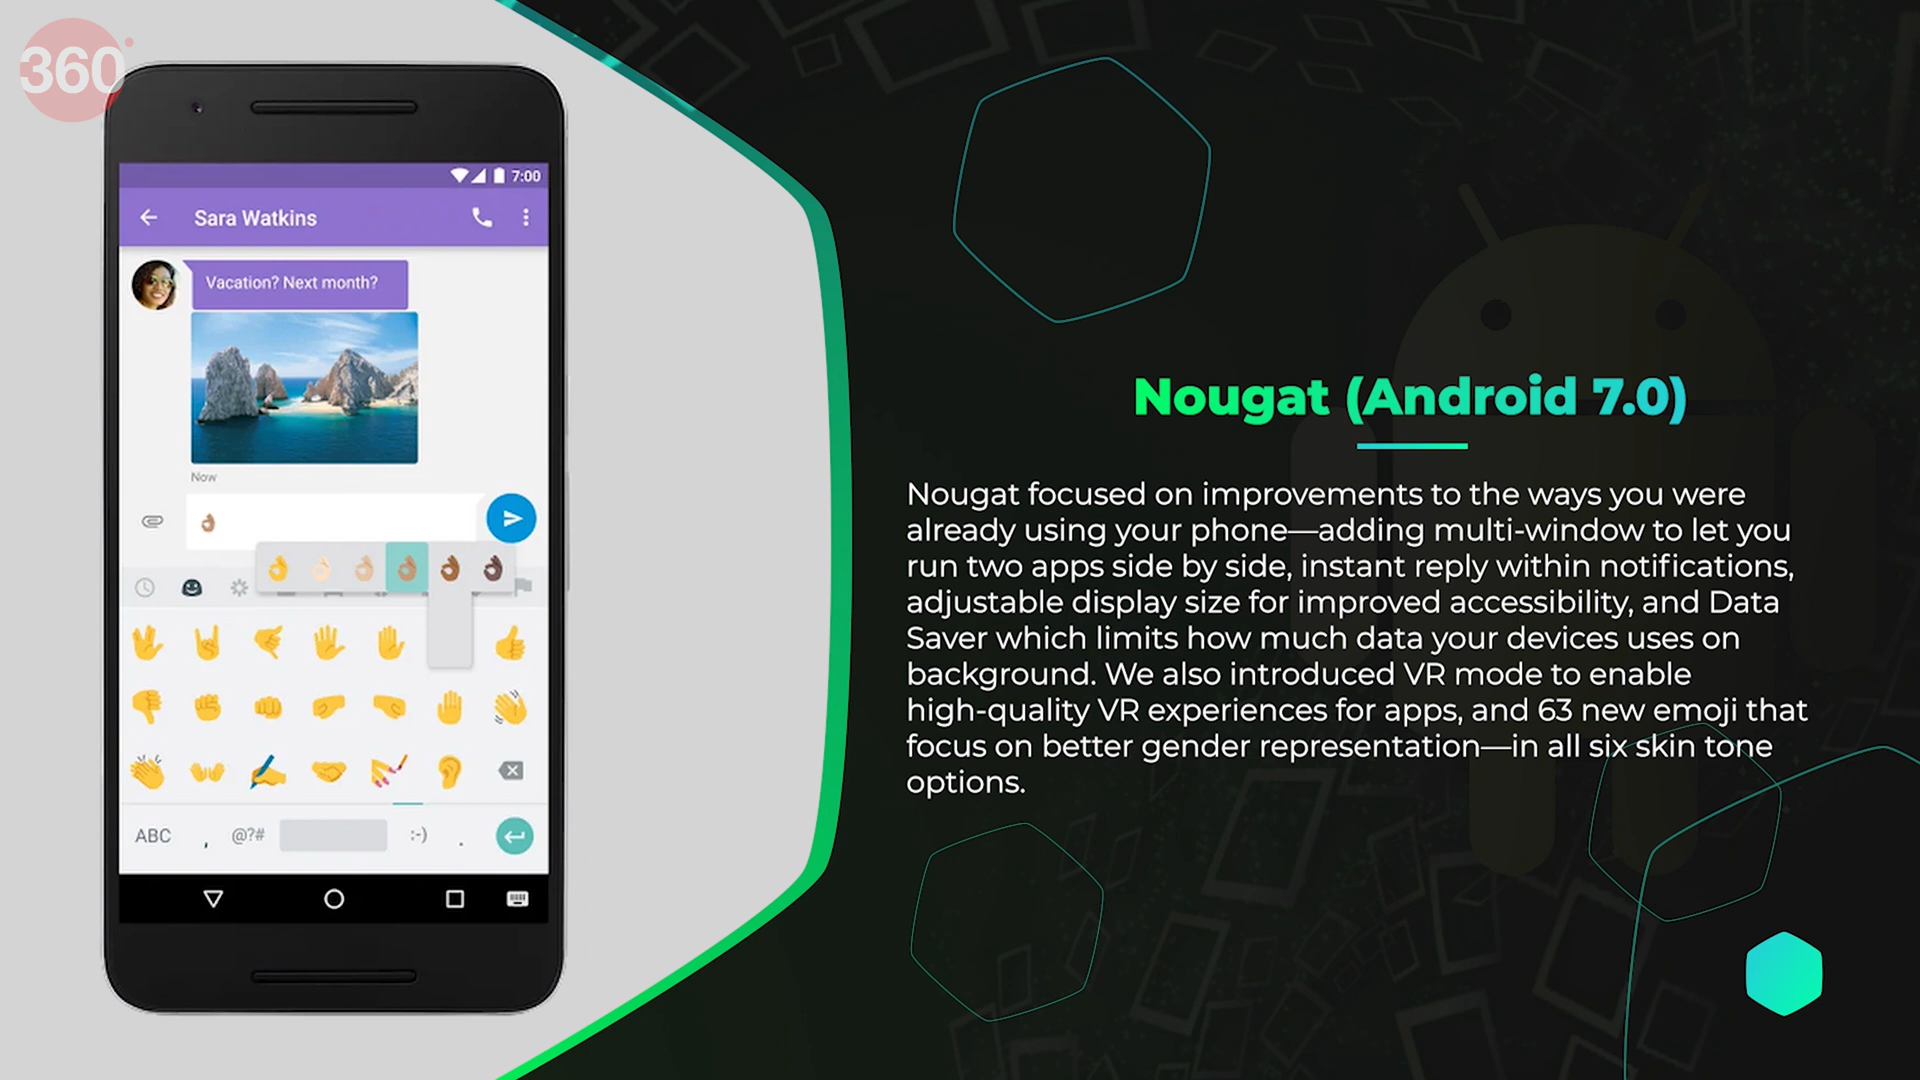 360
7:00
Sara Watkins
Vacation? Next month?
Now
ABC , @?# :-) .
Nougat (Android 7.0)
Nougat focused on improvements to the ways you were
already using your phone—adding multi-window to let you
run two apps side by side, instant reply within notifications,
adjustable display size for improved accessibility, and Data
Saver which limits how much data your devices uses on
background. We also introduced VR mode to enable
high-quality VR experiences for apps, and 63 new emoji that
focus on better gender representation—in all six skin tone
options.